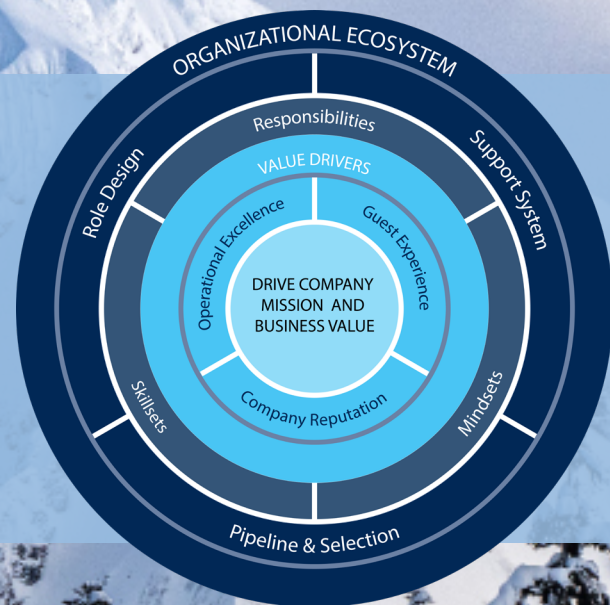 ORGANIZATIONAL ECOSYSTEM
Role Design
Support System
Pipeline & Selection
Responsibilities
Skillsets
Mindsets
VALUE DRIVERS
Operational Excellence
Guest Experience
Company Reputation
DRIVE COMPANY
MISSION AND
BUSINESS VALUE